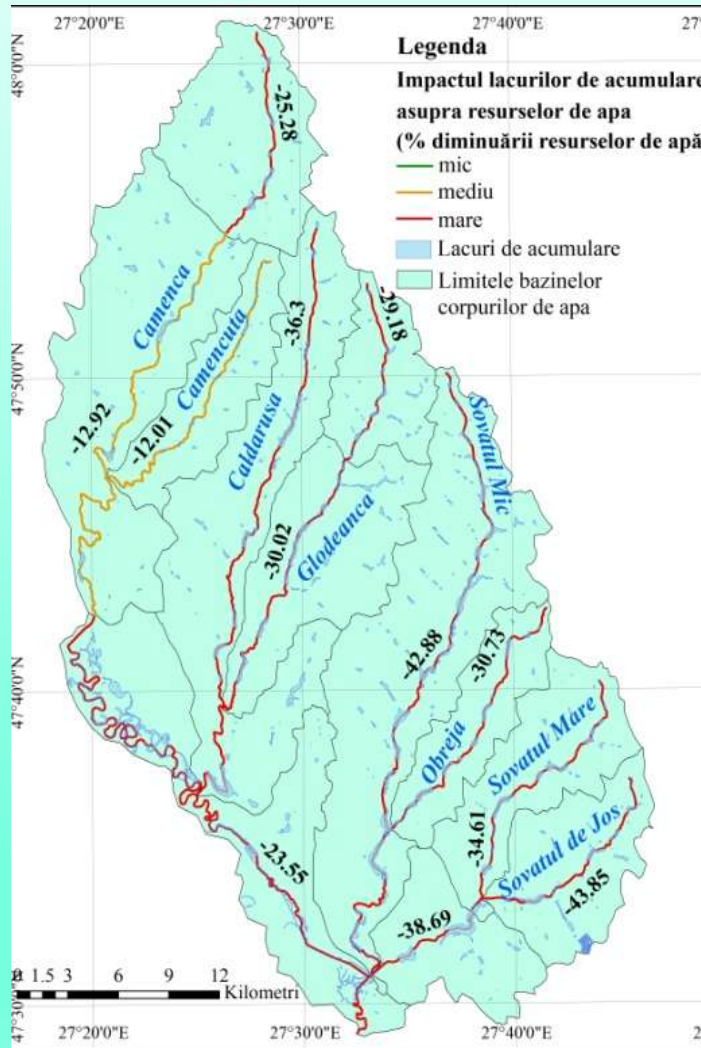 27°20'0"E 27°30'0"E 27°40'0"E
48°0'0"N
47°50'0"N
47°40'0"N
47°30'0"N
Legenda
Impactul lacurilor de acumulare
asupra resurselor de apa
(% diminuării resurselor de apă
mic
mediu
mare
Lacuri de acumulare
Limitele bazinelor
corpurilor de apa
-25.28
Camenca
Camencuta
-12.92
-12.01
-36.3
-29.18
Caldarusa
-30.02
Glodeanca
Sovatul Mic
-42.88
-30.73
Obreja
Sovatul Mare
-34.61
Sovatul de Jos
-43.85
-38.69
-23.55
1.5 3 6 9 12
Kilometri
27°20'0"E 27°30'0"E 27°40'0"E